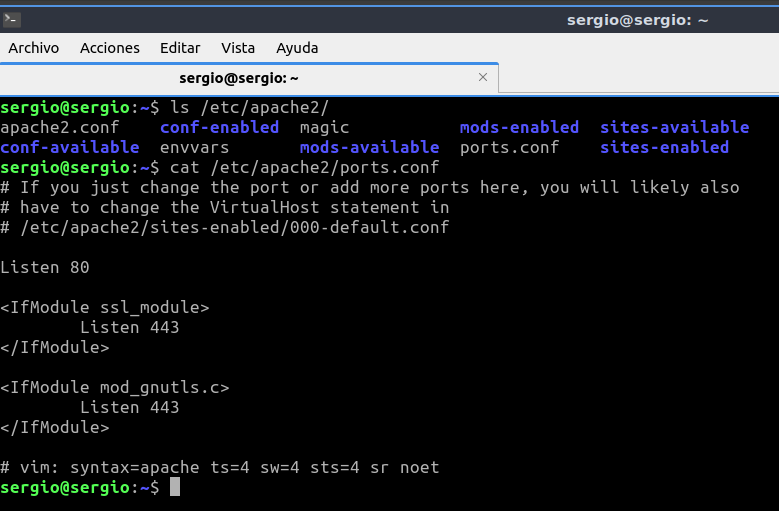 sergio@sergio: ~
Archivo Acciones Editar Vista Ayuda
sergio@sergio: ~ ×
sergio@sergio:~$ ls /etc/apache2/
apache2.conf    conf-enabled  magic           mods-enabled  sites-available
conf-available  envvars       mods-available  ports.conf    sites-enabled
sergio@sergio:~$ cat /etc/apache2/ports.conf
# If you just change the port or add more ports here, you will likely also
# have to change the VirtualHost statement in
# /etc/apache2/sites-enabled/000-default.conf

Listen 80

<IfModule ssl_module>
        Listen 443
</IfModule>

<IfModule mod_gnutls.c>
        Listen 443
</IfModule>

# vim: syntax=apache ts=4 sw=4 sts=4 sr noet
sergio@sergio:~$